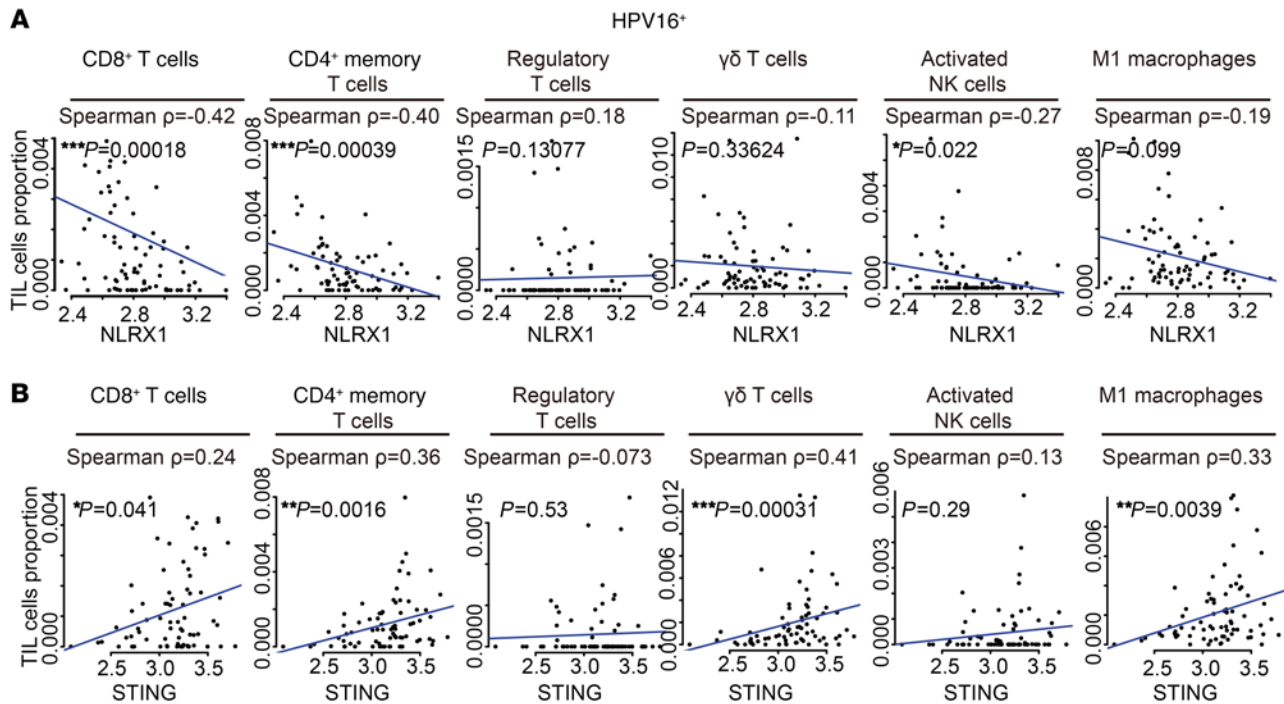 A
HPV16⁺
CD8⁺ T cells
Spearman ρ=-0.42
***P=0.00018
0.004
0.000
TIL cells proportion
2.4 2.8 3.2
NLRX1
CD4⁺ memory
T cells
Spearman ρ=-0.40
***P=0.00039
0.008
0.004
0.000
2.4 2.8 3.2
NLRX1
Regulatory
T cells
Spearman ρ=0.18
P=0.13077
0.0015
0.0000
2.4 2.8 3.2
NLRX1
γδ T cells
Spearman ρ=-0.11
P=0.33624
0.010
0.000
2.4 2.8 3.2
NLRX1
Activated
NK cells
Spearman ρ=-0.27
*P=0.022
0.004
0.000
2.4 2.8 3.2
NLRX1
M1 macrophages
Spearman ρ=-0.19
P=0.099
0.008
0.000
2.4 2.8 3.2
NLRX1
B
CD8⁺ T cells
Spearman ρ=0.24
*P=0.041
0.004
0.000
TIL cells proportion
2.5 3.0 3.5
STING
CD4⁺ memory
T cells
Spearman ρ=0.36
**P=0.0016
0.008
0.004
0.000
2.5 3.0 3.5
STING
Regulatory
T cells
Spearman ρ=-0.073
P=0.53
0.0015
0.0000
2.5 3.0 3.5
STING
γδ T cells
Spearman ρ=0.41
***P=0.00031
0.012
0.006
0.000
2.5 3.0 3.5
STING
Activated
NK cells
Spearman ρ=0.13
P=0.29
0.006
0.003
0.000
2.5 3.0 3.5
STING
M1 macrophages
Spearman ρ=0.33
**P=0.0039
0.006
0.000
2.5 3.0 3.5
STING